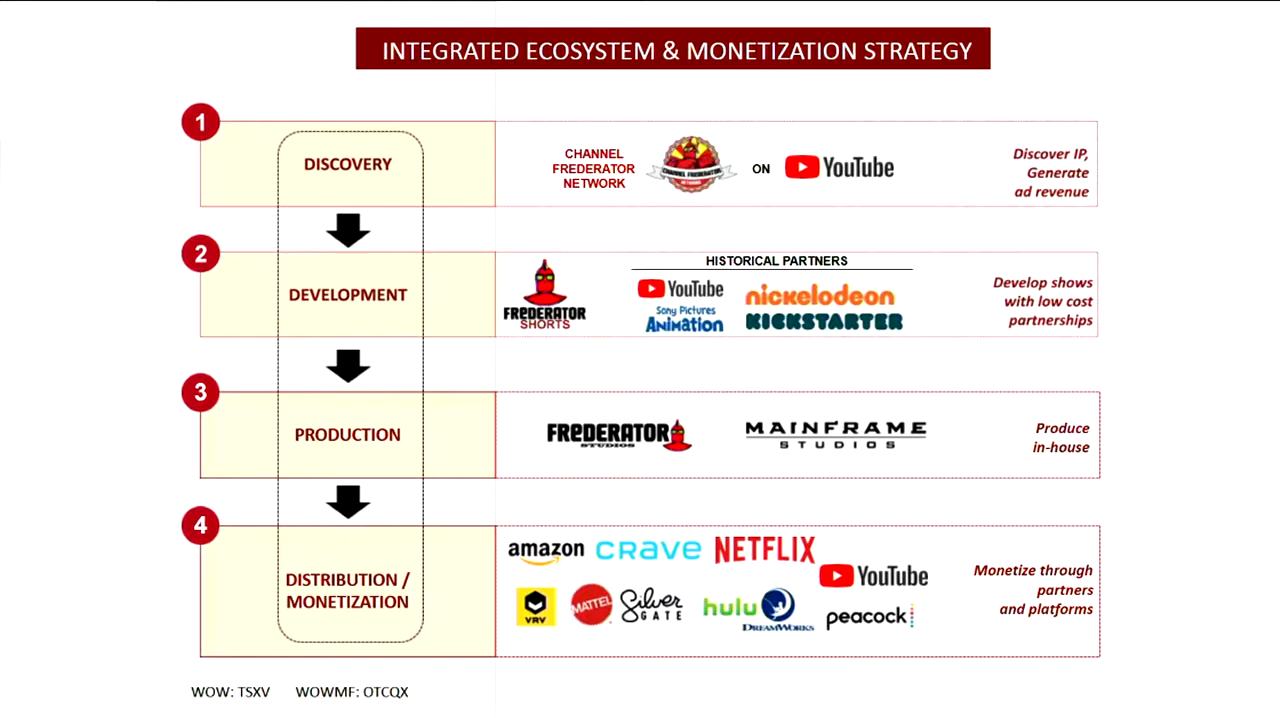 INTEGRATED ECOSYSTEM & MONETIZATION STRATEGY
1
DISCOVERY
CHANNEL
FREDERATOR
NETWORK
CHANNEL FREDERATOR
ON
YouTube
Discover IP,
Generate
ad revenue
2
DEVELOPMENT
FREDERATOR
SHORTS
HISTORICAL PARTNERS
YouTube
nickelodeon
Sony Pictures
Animation
KICKSTARTER
Develop shows
with low cost
partnerships
3
PRODUCTION
FREDERATOR
STUDIOS
MAINFRAME
STUDIOS
Produce
in-house
4
DISTRIBUTION /
MONETIZATION
amazon
CRAVE
NETFLIX
YouTube
VRV
MATTEL
Silver
GATE
hulu
DREAMWORKS
peacock
Monetize through
partners
and platforms
WOW: TSXV WOWMF: OTCQX